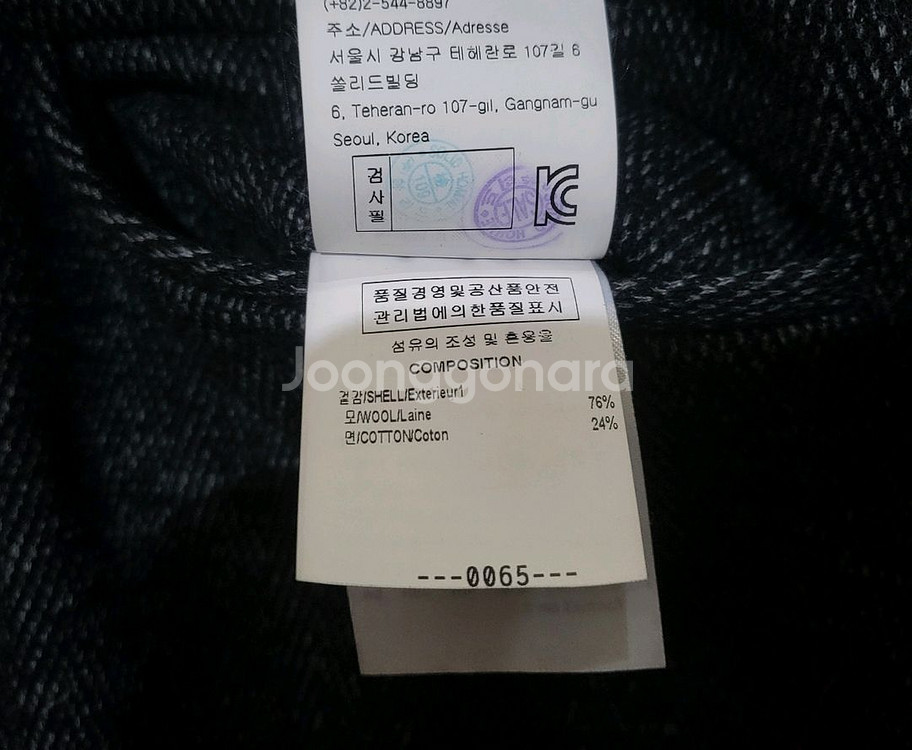 (+82)2-544-8897
주소/ADDRESS/Adresse
서울시 강남구 테헤란로 107길 6
쏠리드빌딩
6, Teheran-ro 107-gil, Gangnam-gu
Seoul, Korea
검사필
KC
품질경영및공산품안전
관리법에의한품질표시
섬유의 조성 및 혼용율
COMPOSITION
Joonggonara
겉감/SHELL/Exterieur1
모/WOOL/Laine 76%
면/COTTON/Coton 24%
---0065---